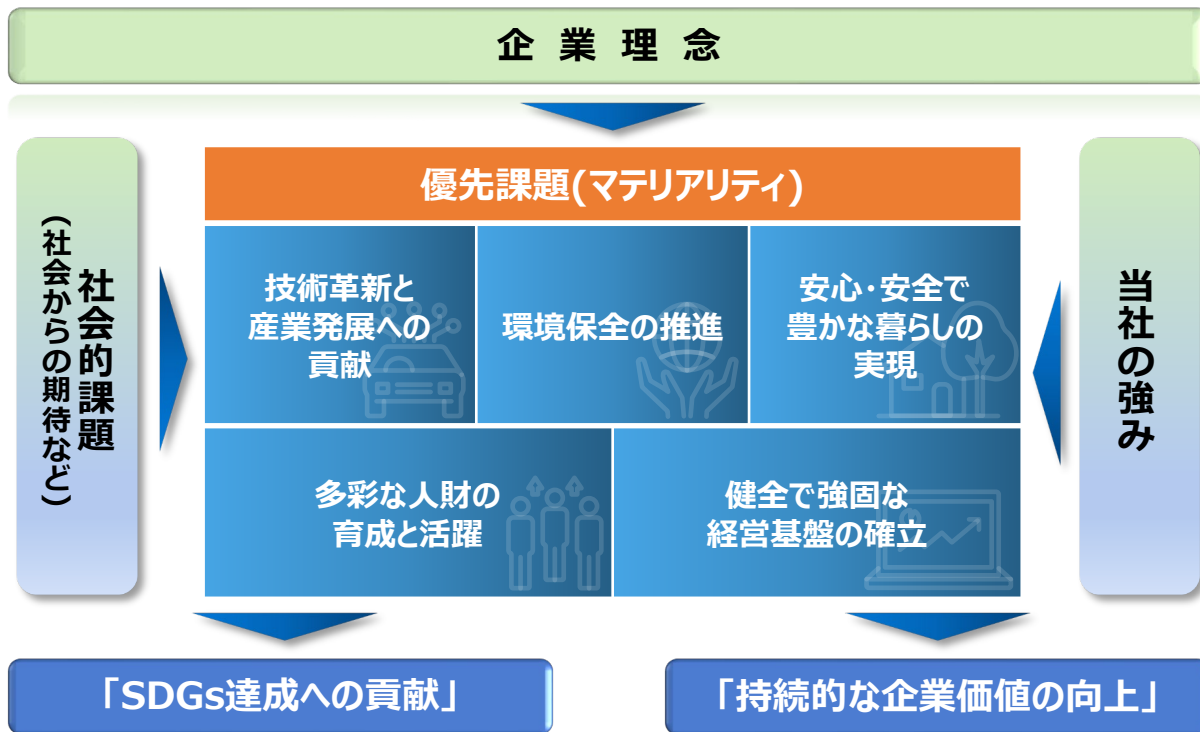 企業理念
優先課題(マテリアリティ)
社会的課題
(社会からの期待など)
技術革新と
産業発展への
貢献
環境保全の推進
安心・安全で
豊かな暮らしの
実現
当社の強み
多彩な人財の
育成と活躍
健全で強固な
経営基盤の確立
「SDGs達成への貢献」
「持続的な企業価値の向上」